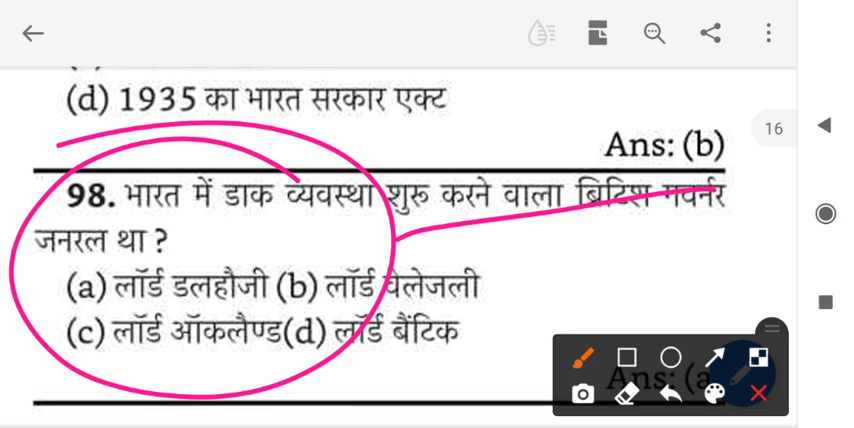 (d) 1935 का भारत सरकार एक्ट
16
Ans: (b)
98. भारत में डाक व्यवस्था शुरू करने वाला ब्रिटिश गवर्नर
जनरल था ?
(a) लॉर्ड डलहौजी (b) लॉर्ड वेलेजली
(c) लॉर्ड ऑकलैण्ड(d) लॉर्ड बैंटिक
Ans: (a